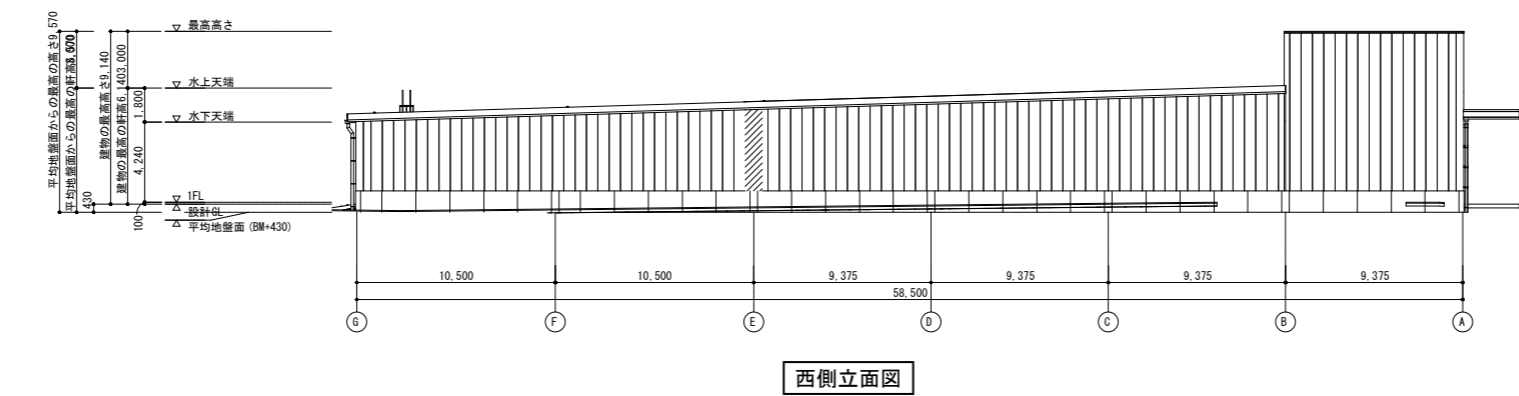 最高高さ
水上天端
水下天端
1FL
設計GL
平均地盤面 (BM+430)
平均地盤面からの最高の高さ9,570
平均地盤面からの最高の軒高
430
建物の最高高さ9,140
建物の最高の軒高6,140
3,000
1,800
4,240
100
10,500
10,500
9,375
9,375
9,375
9,375
58,500
G
F
E
D
C
B
A
西側立面図